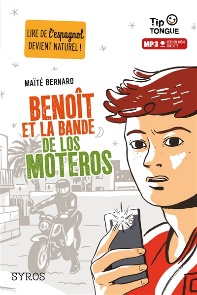 LIRE DE l'espagnol
DEVIENT NATUREL !
Tip
TONGUE
MP3
MAÏTÉ BERNARD
BENOÎT
ET LA BANDE
DE LOS
MOTEROS
SYROS